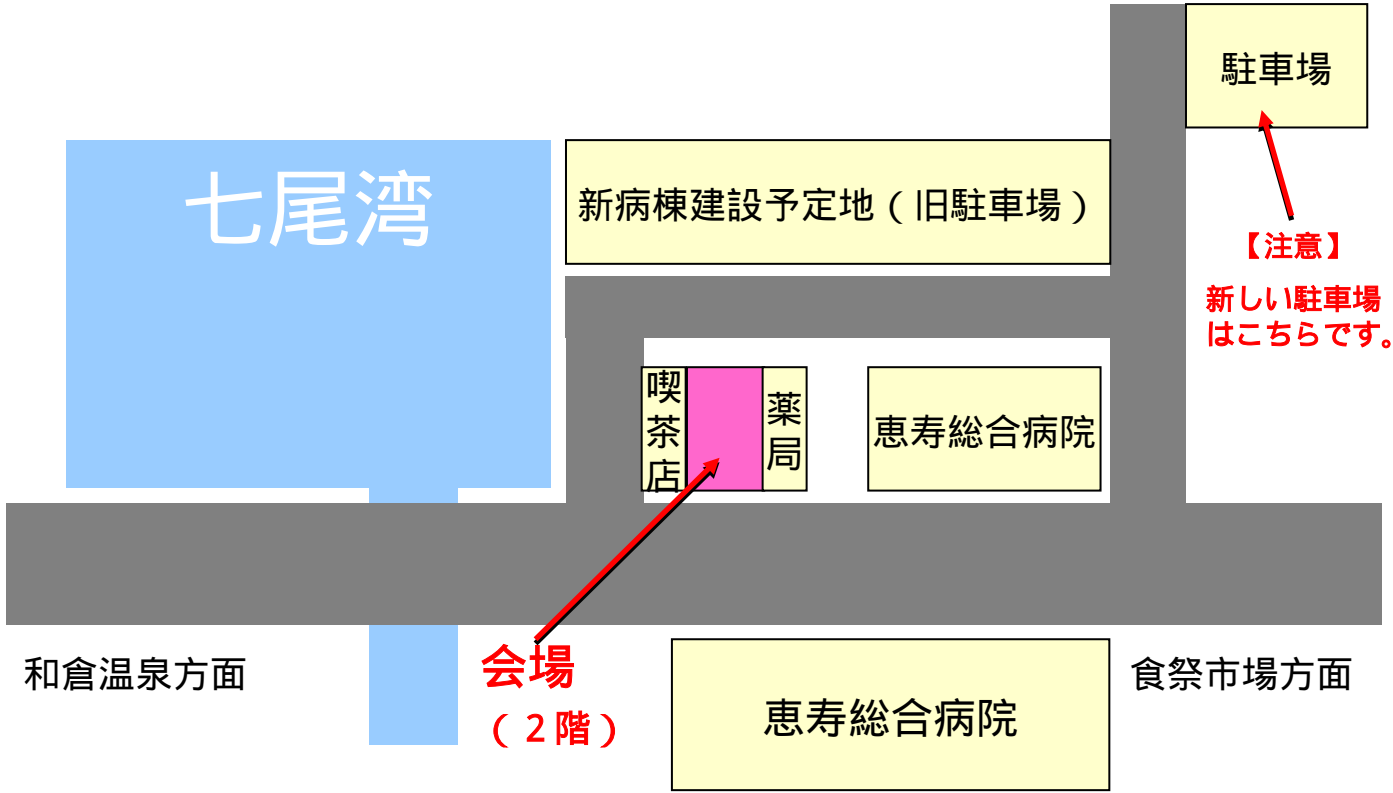 駐車場
七尾湾
新病棟建設予定地（旧駐車場）
【注意】
新しい駐車場
はこちらです。
喫茶店
薬局
恵寿総合病院
和倉温泉方面
会場
（２階）
恵寿総合病院
食祭市場方面